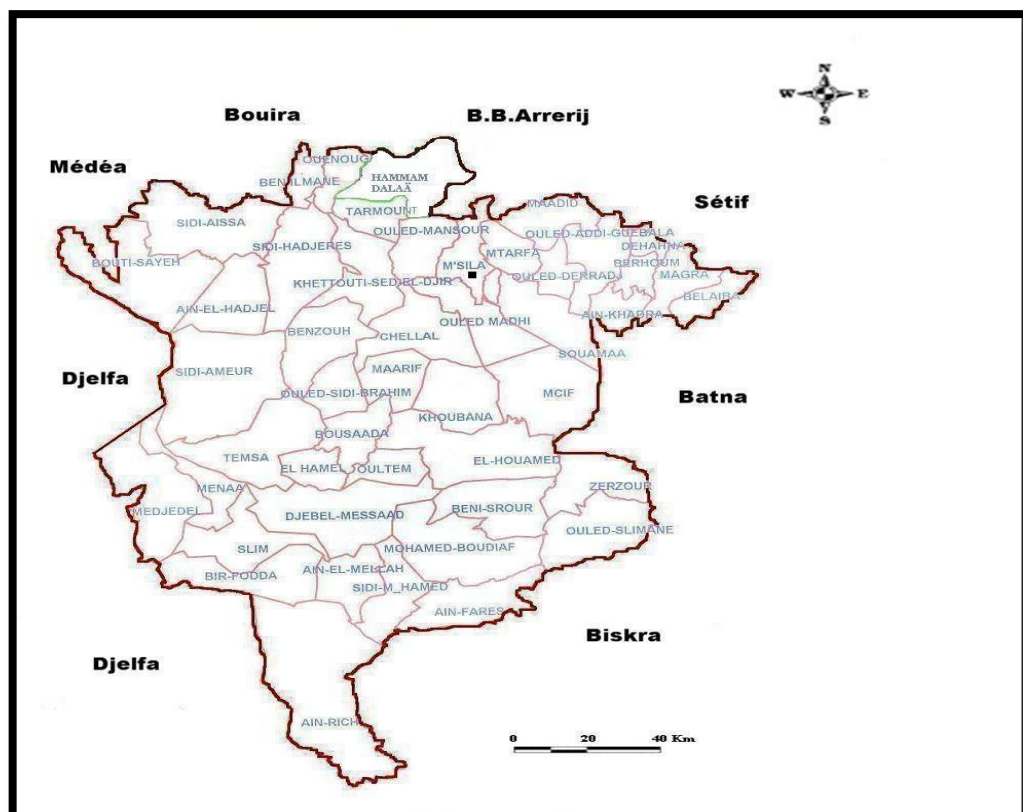 N
W E
S
Bouira
B.B.Arrerij
Médéa
Sétif
OUENOUG
BENIILMANE
HAMMAM
DALAÄ
TARMOUNT
MAADID
SIDI-AISSA
OULED-MANSOUR
OULED-ADDI-GUEBALA
SIDI-HADJERES
DEHAHNA
MTARFA
BOUTI-SAYEH
M'SILA
BERHOUM
OULED-DERRADJ
MAGRA
KHETTOUTI-SED-EL-DJIR
BELAIBA
AIN-EL-HADJEL
AIN-KHADRA
OULED MADHI
BENZOUH
CHELLAL
SOUAMAA
Djelfa
SIDI-AMEUR
MAARIF
OULED-SIDI-BRAHIM
MCIF
Batna
KHOUBANA
BOUSAADA
TEMSA
EL HAMEL
OULTEM
EL-HOUAMED
MENAA
ZERZOUR
MEDJEDEL
DJEBEL-MESSAAD
BENI-SROUR
OULED-SLIMANE
SLIM
MOHAMED-BOUDIAF
BIR-FODDA
AIN-EL-MELLAH
SIDI-M_HAMED
AIN-FARES
Biskra
Djelfa
AIN-RICH
0 20 40 Km